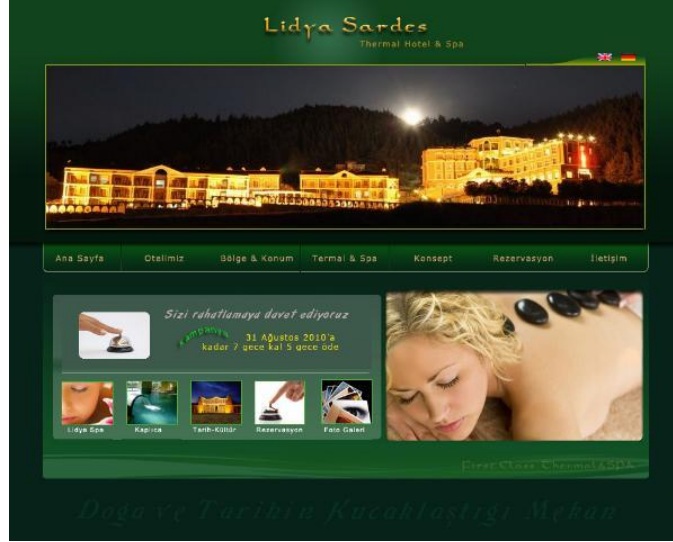 Lidya Sardes
Thermal Hotel & Spa
Ana Sayfa
Otelimiz
Bölge & Konum
Termal & Spa
Konsept
Rezervasyon
İletişim
Sizi rahatlamaya davet ediyoruz
kampanya
31 Ağustos 2010'a
kadar 7 gece kal 5 gece öde
Lidya Spa
Kaplıca
Tarih-Kültür
Rezervasyon
Foto Galeri
First Class Thermal&SPA
Doğa ve Tarihin Kucaklaştığı Mekan